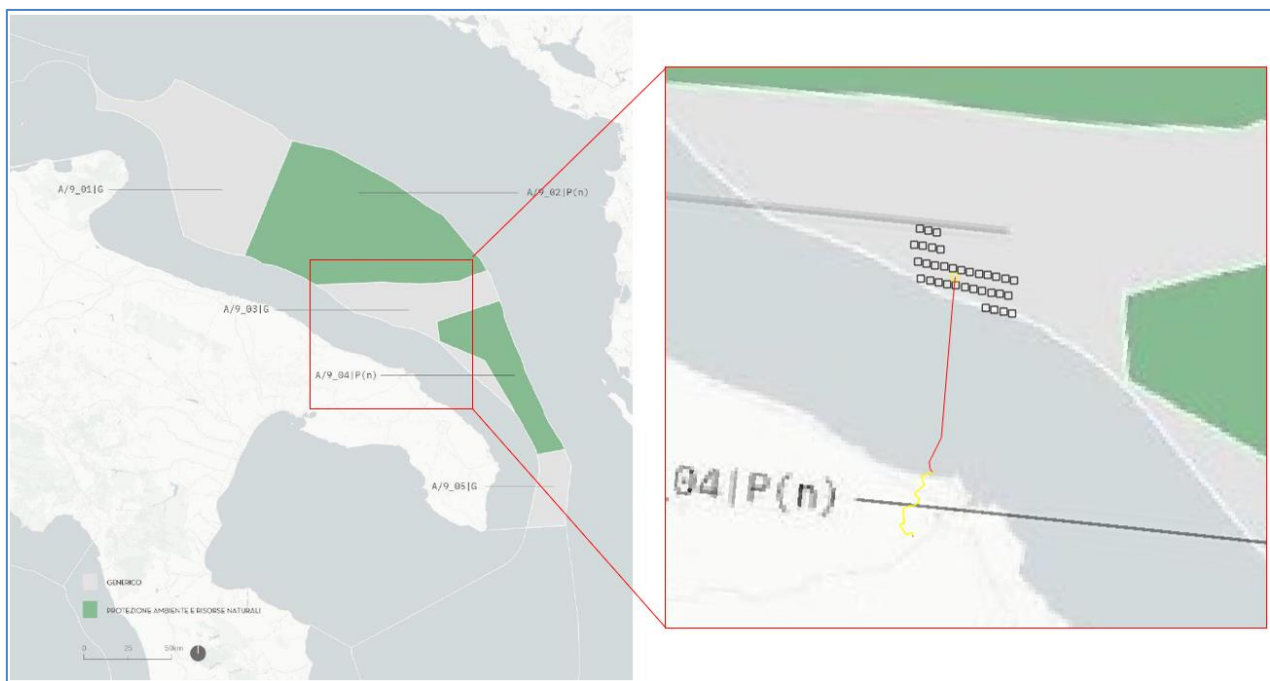 A/9_01|G
A/9_02|P(n)
A/9_03|G
A/9_04|P(n)
A/9_05|G
GENERICO
PROTEZIONE AMBIENTE E RISORSE NATURALI
0 25 50km
04|P(n)